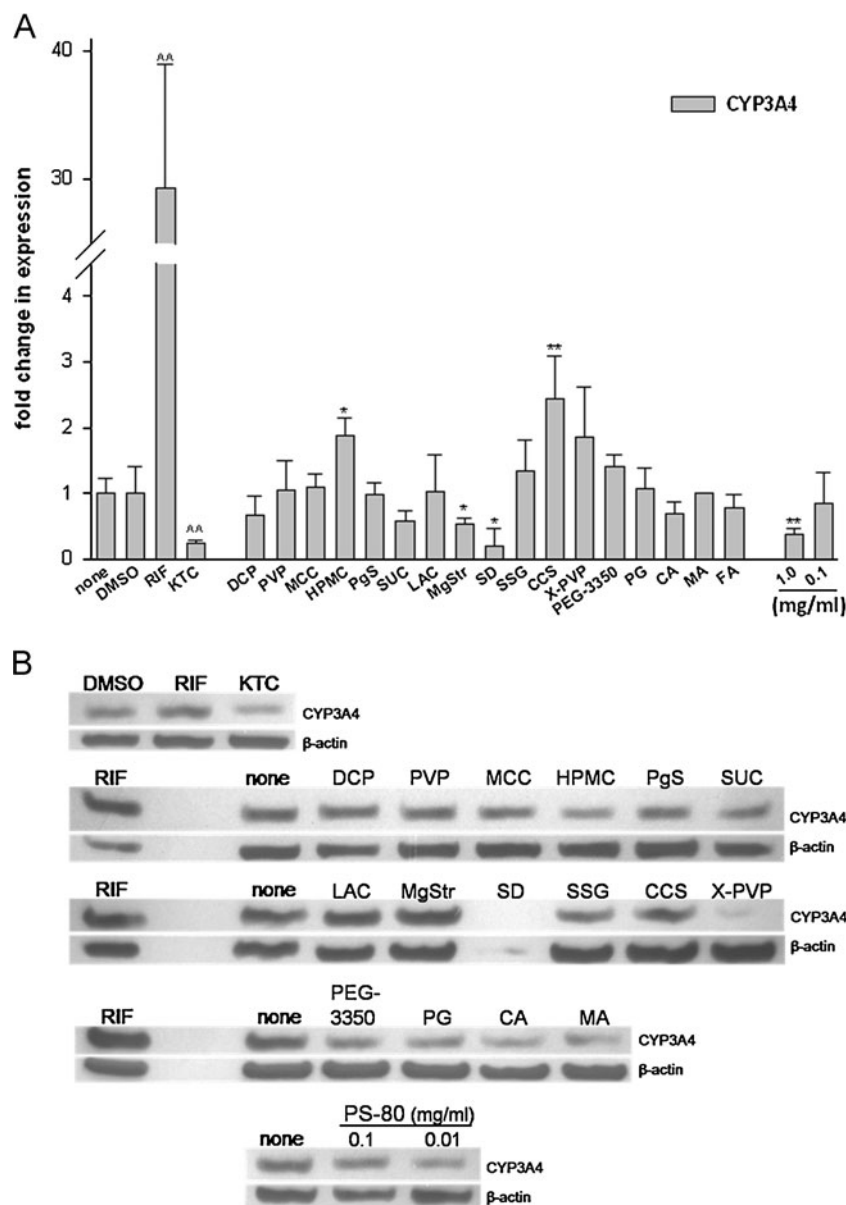 A
fold change in expression
40
30
4
3
2
1
0
CYP3A4
^^
^^
*
*
*
**
**
none DMSO RIF KTC DCP PVP MCC HPMC PgS SUC LAC MgStr SD SSG CCS X-PVP PEG-3350 PG CA MA FA 1.0 0.1
(mg/ml)
B
DMSO RIF KTC
CYP3A4
β-actin
RIF none DCP PVP MCC HPMC PgS SUC
CYP3A4
β-actin
RIF none LAC MgStr SD SSG CCS X-PVP
CYP3A4
β-actin
PEG-
RIF none 3350 PG CA MA
CYP3A4
β-actin
PS-80 (mg/ml)
none 0.1 0.01
CYP3A4
β-actin